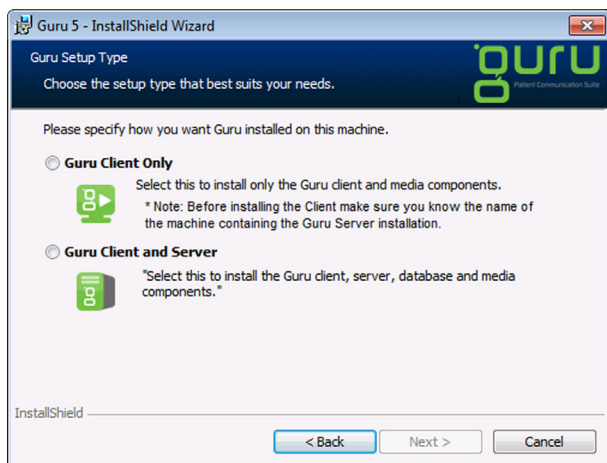 Guru 5 - InstallShield Wizard
Guru Setup Type
Choose the setup type that best suits your needs.
guru
Patient Communication Suite
Please specify how you want Guru installed on this machine.
Guru Client Only
Select this to install only the Guru client and media components.
* Note: Before installing the Client make sure you know the name of
the machine containing the Guru Server installation.
Guru Client and Server
"Select this to install the Guru client, server, database and media
components."
InstallShield
< Back
Next >
Cancel